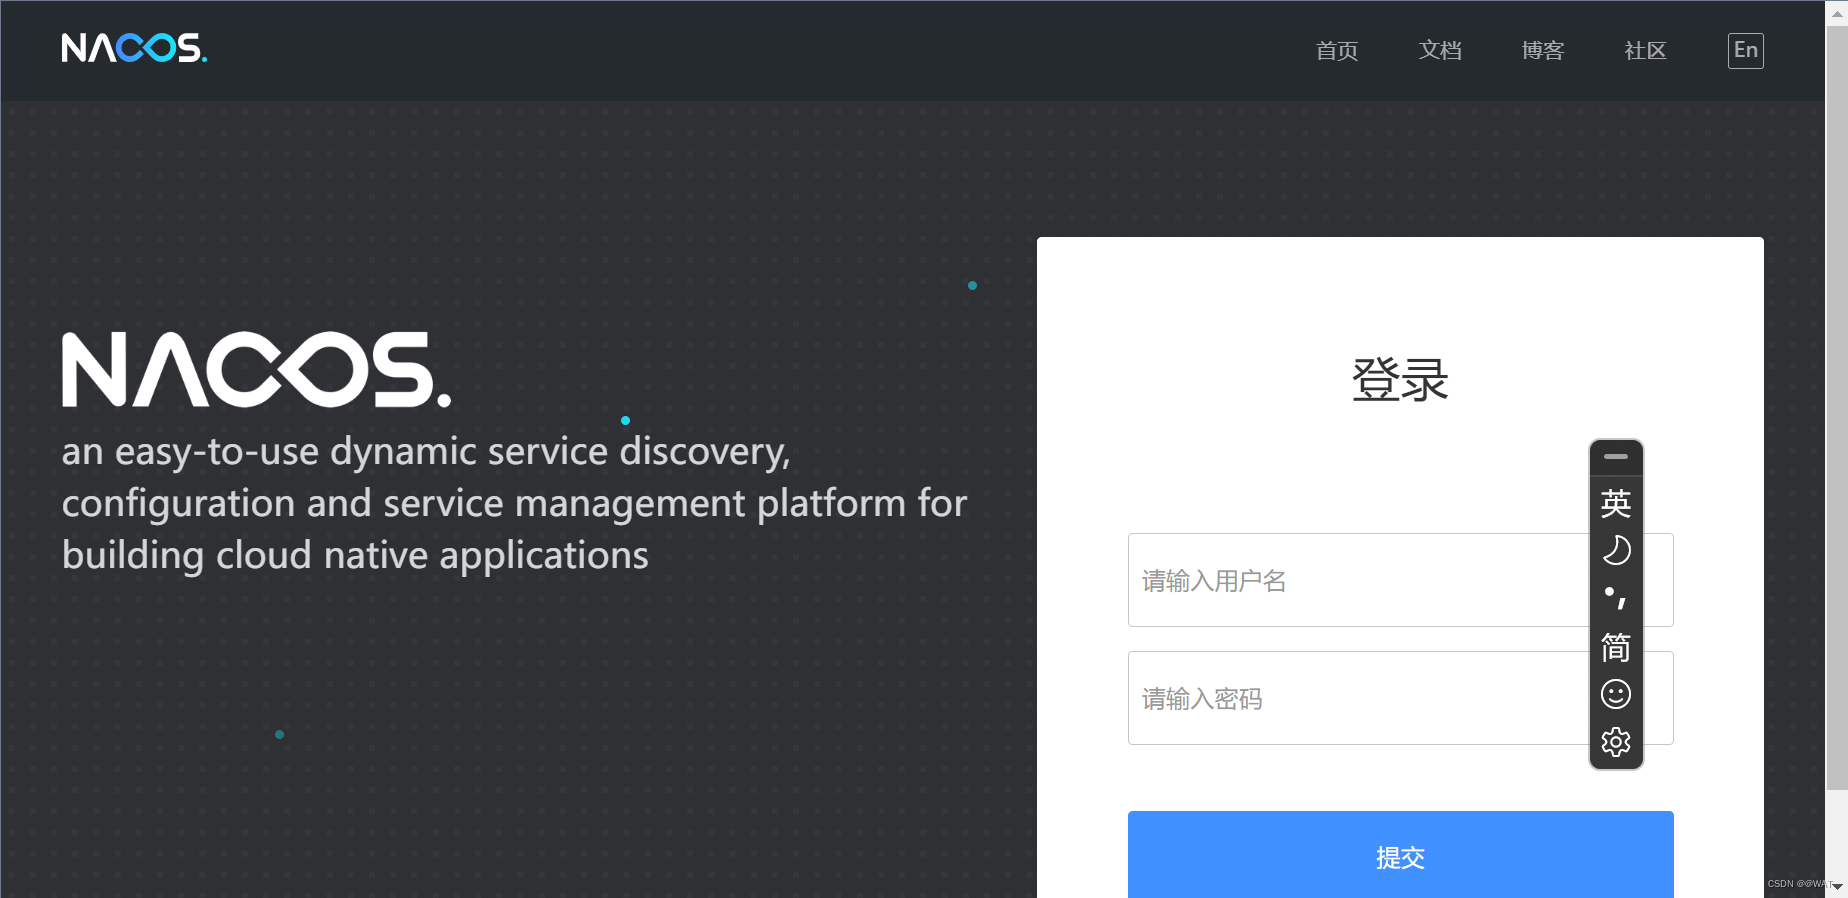 NACOS.
首页 文档 博客 社区 En
NACOS.
an easy-to-use dynamic service discovery,
configuration and service management platform for
building cloud native applications
登录
请输入用户名
请输入密码
提交
英
简
CSDN @@WAT